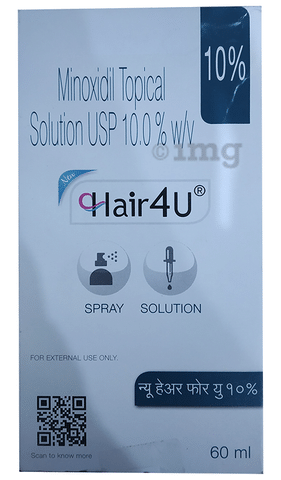 10%
Minoxidil Topical
Solution USP 10.0 % w/v
1mg
New
Hair4U®
SPRAY SOLUTION
FOR EXTERNAL USE ONLY.
न्यू हेअर फोर यु १०%
Scan to know more
60 ml